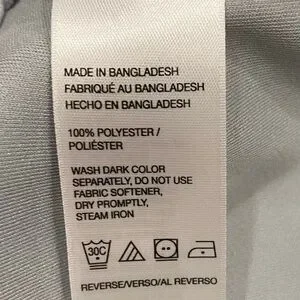 MADE IN BANGLADESH
FABRIQUÉ AU BANGLADESH
HECHO EN BANGLADESH
100% POLYESTER /
POLIÉSTER
WASH DARK COLOR
SEPARATELY, DO NOT USE
FABRIC SOFTENER,
DRY PROMPTLY,
STEAM IRON
30C
REVERSE/VERSO/AL REVERSO